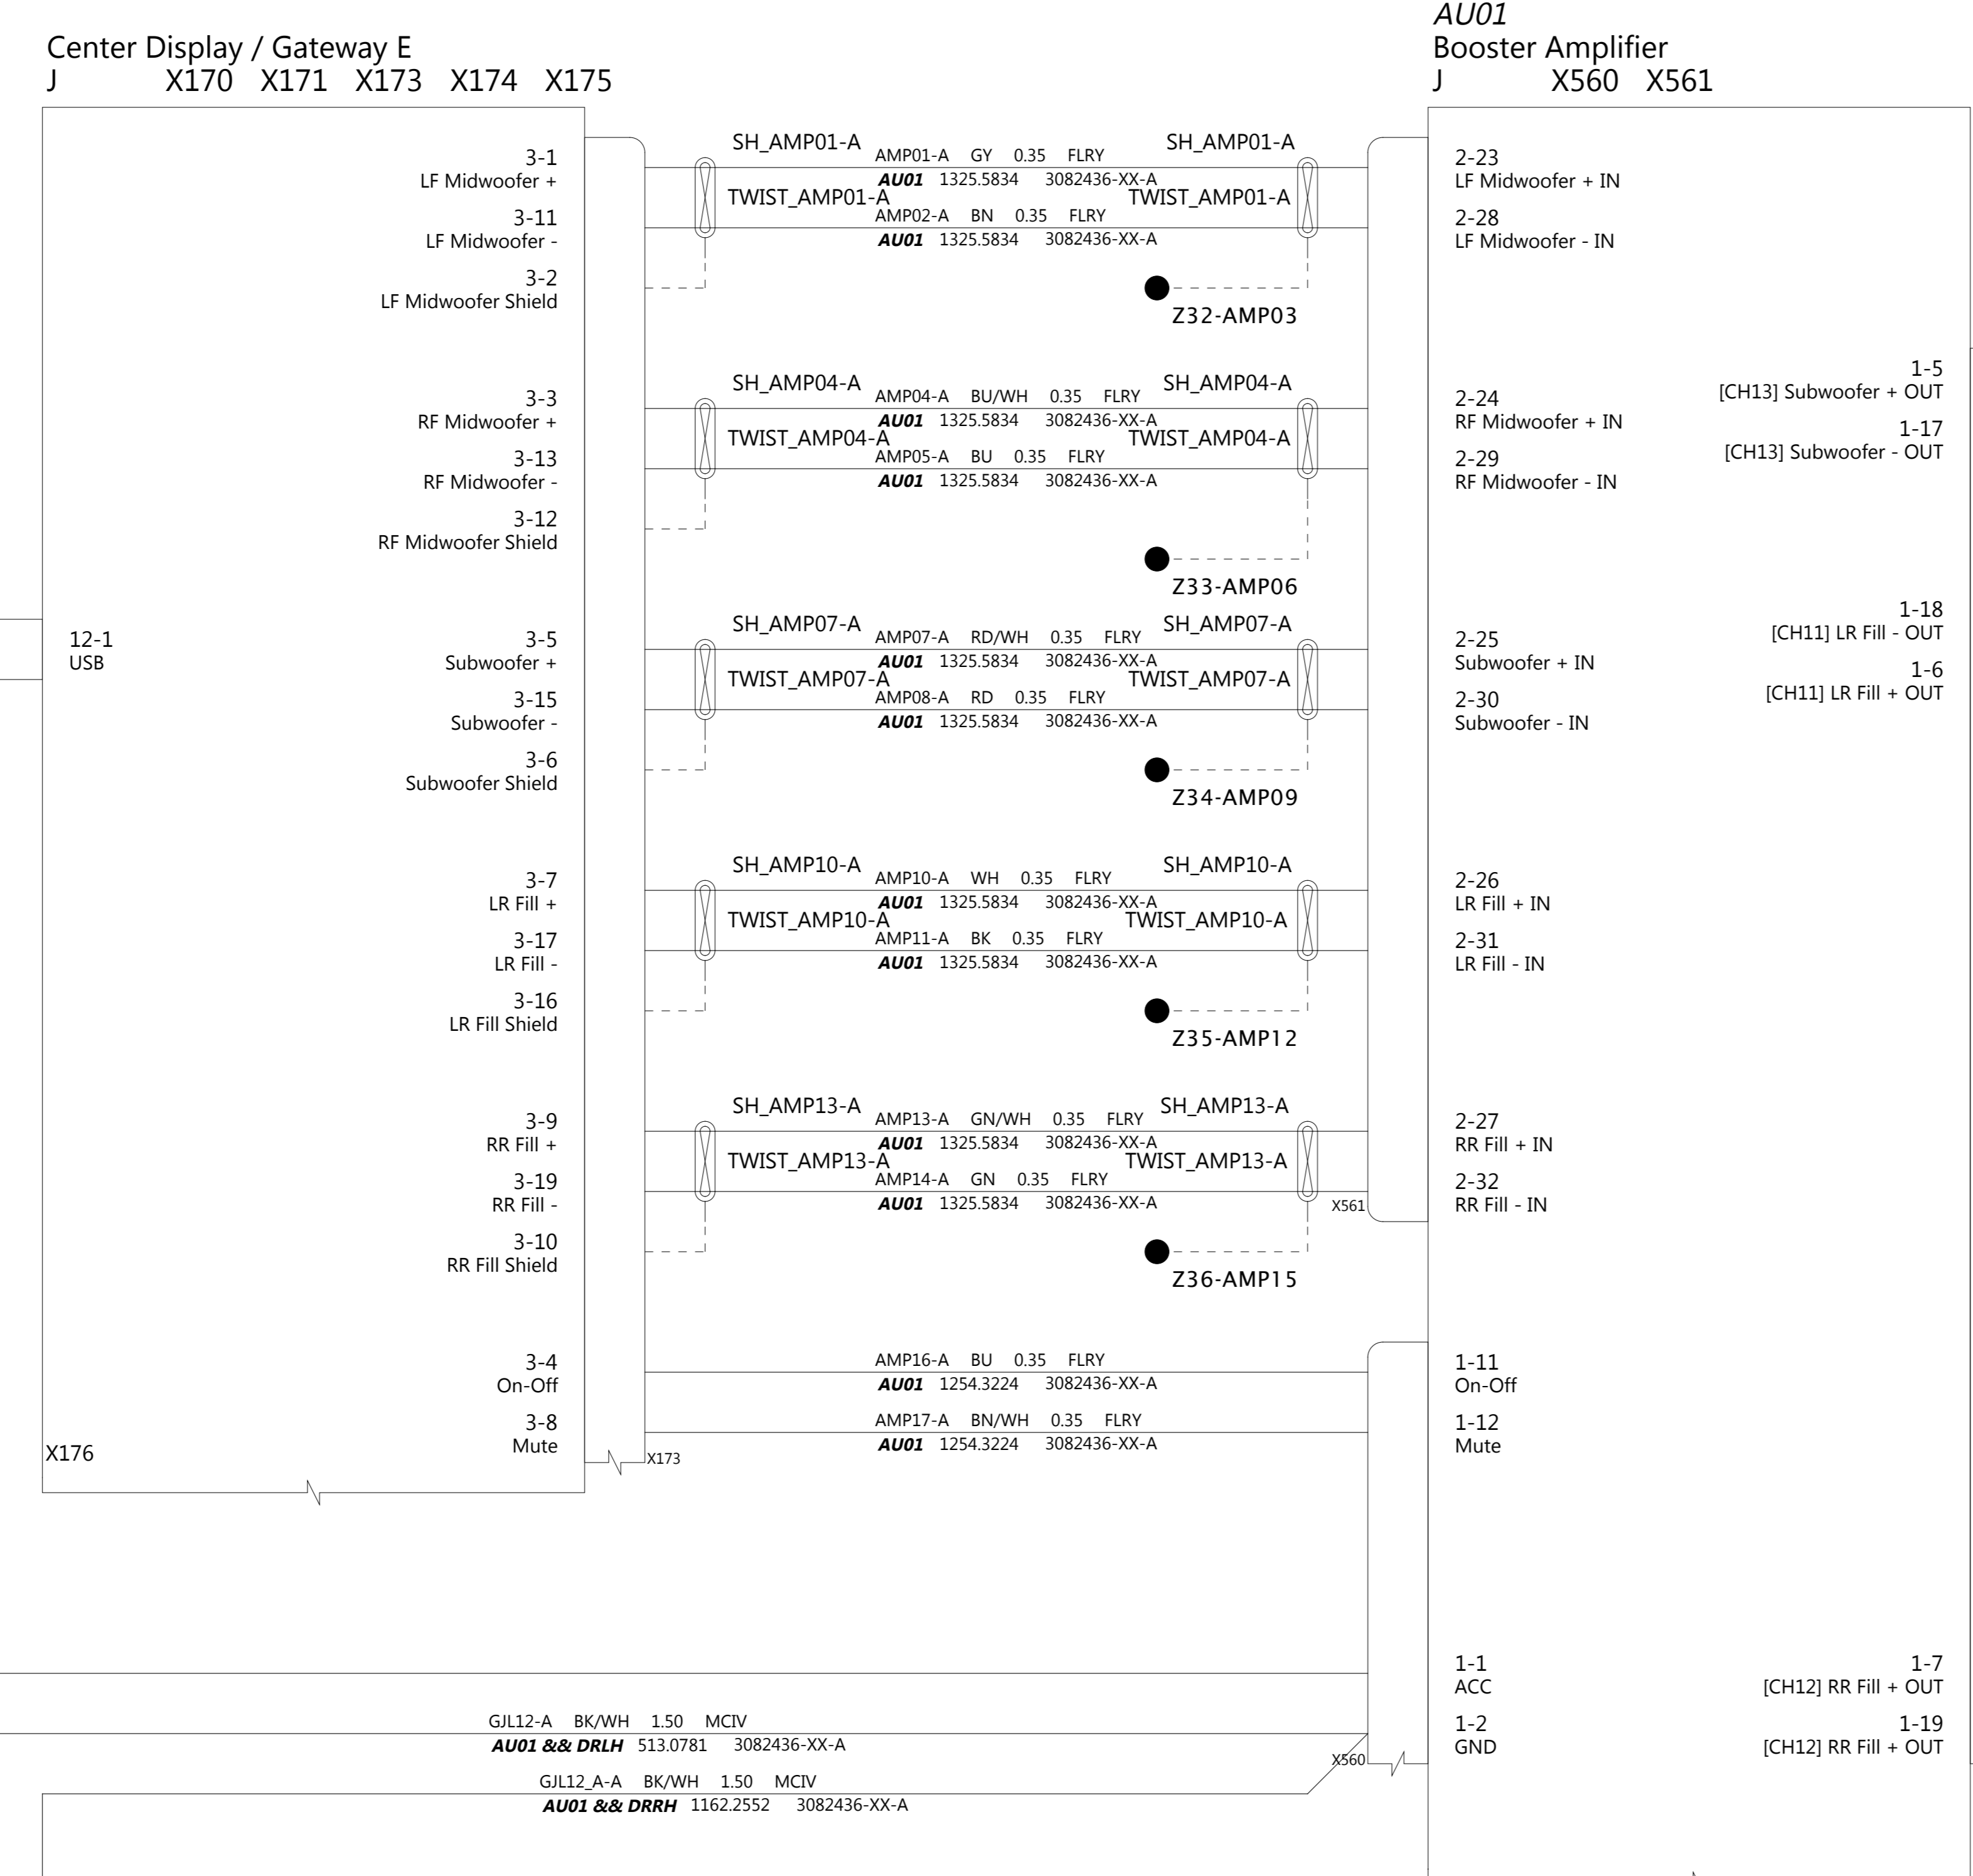 AU01
Center Display / Gateway E
Booster Amplifier
J X170 X171 X173 X174 X175
J X560 X561
3-1
LF Midwoofer +
3-11
LF Midwoofer -
3-2
LF Midwoofer Shield
3-3
RF Midwoofer +
3-13
RF Midwoofer -
3-12
RF Midwoofer Shield
12-1
USB
3-5
Subwoofer +
3-15
Subwoofer -
3-6
Subwoofer Shield
3-7
LR Fill +
3-17
LR Fill -
3-16
LR Fill Shield
3-9
RR Fill +
3-19
RR Fill -
3-10
RR Fill Shield
3-4
On-Off
3-8
Mute
X176
X173
SH_AMP01-A
SH_AMP01-A
AMP01-A GY 0.35 FLRY
AU01 1325.5834 3082436-XX-A
TWIST_AMP01-A
TWIST_AMP01-A
AMP02-A BN 0.35 FLRY
AU01 1325.5834 3082436-XX-A
Z32-AMP03
SH_AMP04-A
SH_AMP04-A
AMP04-A BU/WH 0.35 FLRY
AU01 1325.5834 3082436-XX-A
TWIST_AMP04-A
TWIST_AMP04-A
AMP05-A BU 0.35 FLRY
AU01 1325.5834 3082436-XX-A
Z33-AMP06
SH_AMP07-A
SH_AMP07-A
AMP07-A RD/WH 0.35 FLRY
AU01 1325.5834 3082436-XX-A
TWIST_AMP07-A
TWIST_AMP07-A
AMP08-A RD 0.35 FLRY
AU01 1325.5834 3082436-XX-A
Z34-AMP09
SH_AMP10-A
SH_AMP10-A
AMP10-A WH 0.35 FLRY
AU01 1325.5834 3082436-XX-A
TWIST_AMP10-A
TWIST_AMP10-A
AMP11-A BK 0.35 FLRY
AU01 1325.5834 3082436-XX-A
Z35-AMP12
SH_AMP13-A
SH_AMP13-A
AMP13-A GN/WH 0.35 FLRY
AU01 1325.5834 3082436-XX-A
TWIST_AMP13-A
TWIST_AMP13-A
AMP14-A GN 0.35 FLRY
AU01 1325.5834 3082436-XX-A
X561
Z36-AMP15
AMP16-A BU 0.35 FLRY
AU01 1254.3224 3082436-XX-A
AMP17-A BN/WH 0.35 FLRY
AU01 1254.3224 3082436-XX-A
GJL12-A BK/WH 1.50 MCIV
AU01 && DRLH 513.0781 3082436-XX-A
X560
GJL12_A-A BK/WH 1.50 MCIV
AU01 && DRRH 1162.2552 3082436-XX-A
2-23
LF Midwoofer + IN
2-28
LF Midwoofer - IN
2-24
RF Midwoofer + IN
2-29
RF Midwoofer - IN
2-25
Subwoofer + IN
2-30
Subwoofer - IN
2-26
LR Fill + IN
2-31
LR Fill - IN
2-27
RR Fill + IN
2-32
RR Fill - IN
1-11
On-Off
1-12
Mute
1-1
ACC
1-2
GND
1-5
[CH13] Subwoofer + OUT
1-17
[CH13] Subwoofer - OUT
1-18
[CH11] LR Fill - OUT
1-6
[CH11] LR Fill + OUT
1-7
[CH12] RR Fill + OUT
1-19
[CH12] RR Fill + OUT